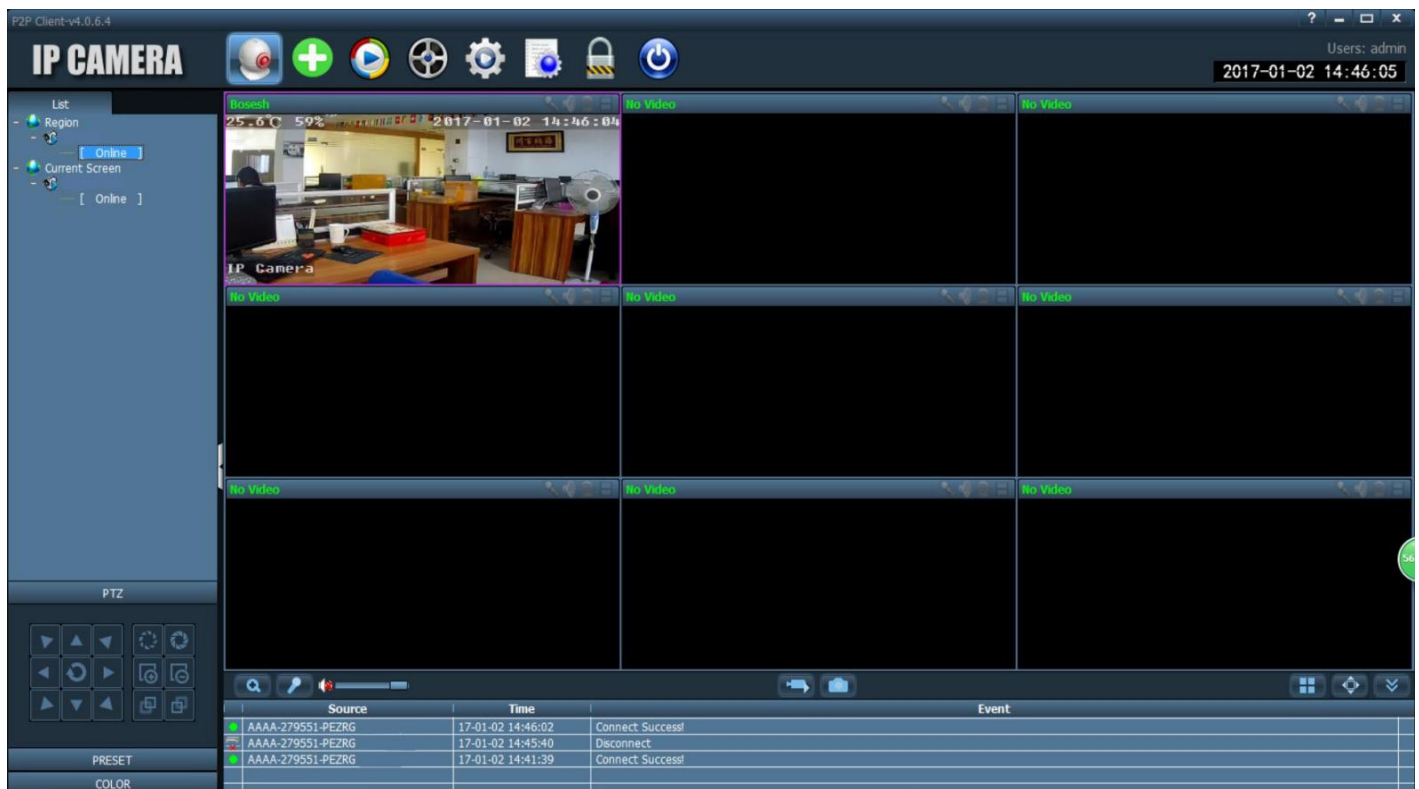 P2P Client-v4.0.6.4
? X
IP CAMERA
Users: admin
2017-01-02 14:46:05
List
Region
[ Online ]
Current Screen
[ Online ]
Bosesh
25.6℃ 59% 2017-01-02 14:46:04
IP Camera
No Video
No Video
No Video
No Video
No Video
No Video
No Video
No Video
56
PTZ
PRESET
COLOR
Source Time Event
AAAA-279551-PEZRG 17-01-02 14:46:02 Connect Success!
AAAA-279551-PEZRG 17-01-02 14:45:40 Disconnect
AAAA-279551-PEZRG 17-01-02 14:41:39 Connect Success!